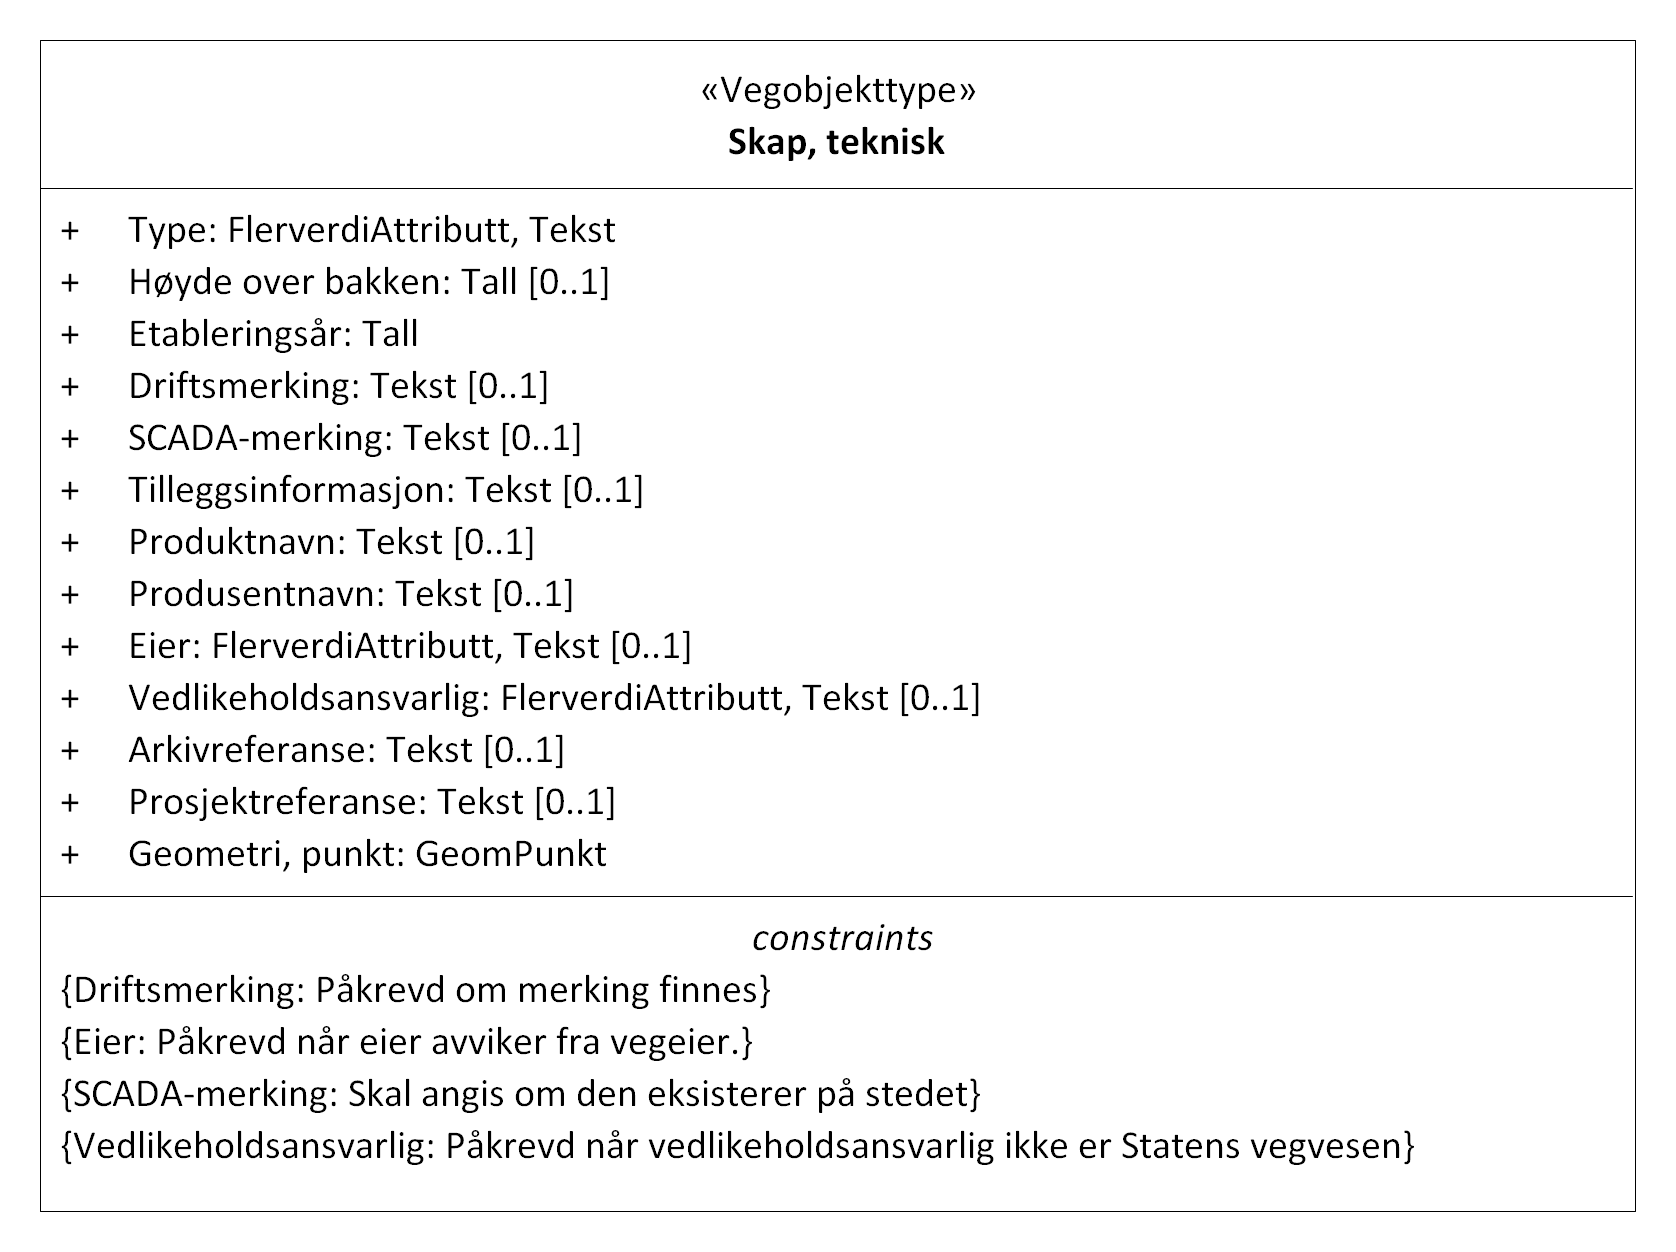 «Vegobjekttype»
Skap, teknisk
+ Type: FlerverdiAttributt, Tekst
+ Høyde over bakken: Tall [0..1]
+ Etableringsår: Tall
+ Driftsmerking: Tekst [0..1]
+ SCADA-merking: Tekst [0..1]
+ Tilleggsinformasjon: Tekst [0..1]
+ Produktnavn: Tekst [0..1]
+ Produsentnavn: Tekst [0..1]
+ Eier: FlerverdiAttributt, Tekst [0..1]
+ Vedlikeholdsansvarlig: FlerverdiAttributt, Tekst [0..1]
+ Arkivreferanse: Tekst [0..1]
+ Prosjektreferanse: Tekst [0..1]
+ Geometri, punkt: GeomPunkt
constraints
{Driftsmerking: Påkrevd om merking finnes}
{Eier: Påkrevd når eier avviker fra vegeier.}
{SCADA-merking: Skal angis om den eksisterer på stedet}
{Vedlikeholdsansvarlig: Påkrevd når vedlikeholdsansvarlig ikke er Statens vegvesen}